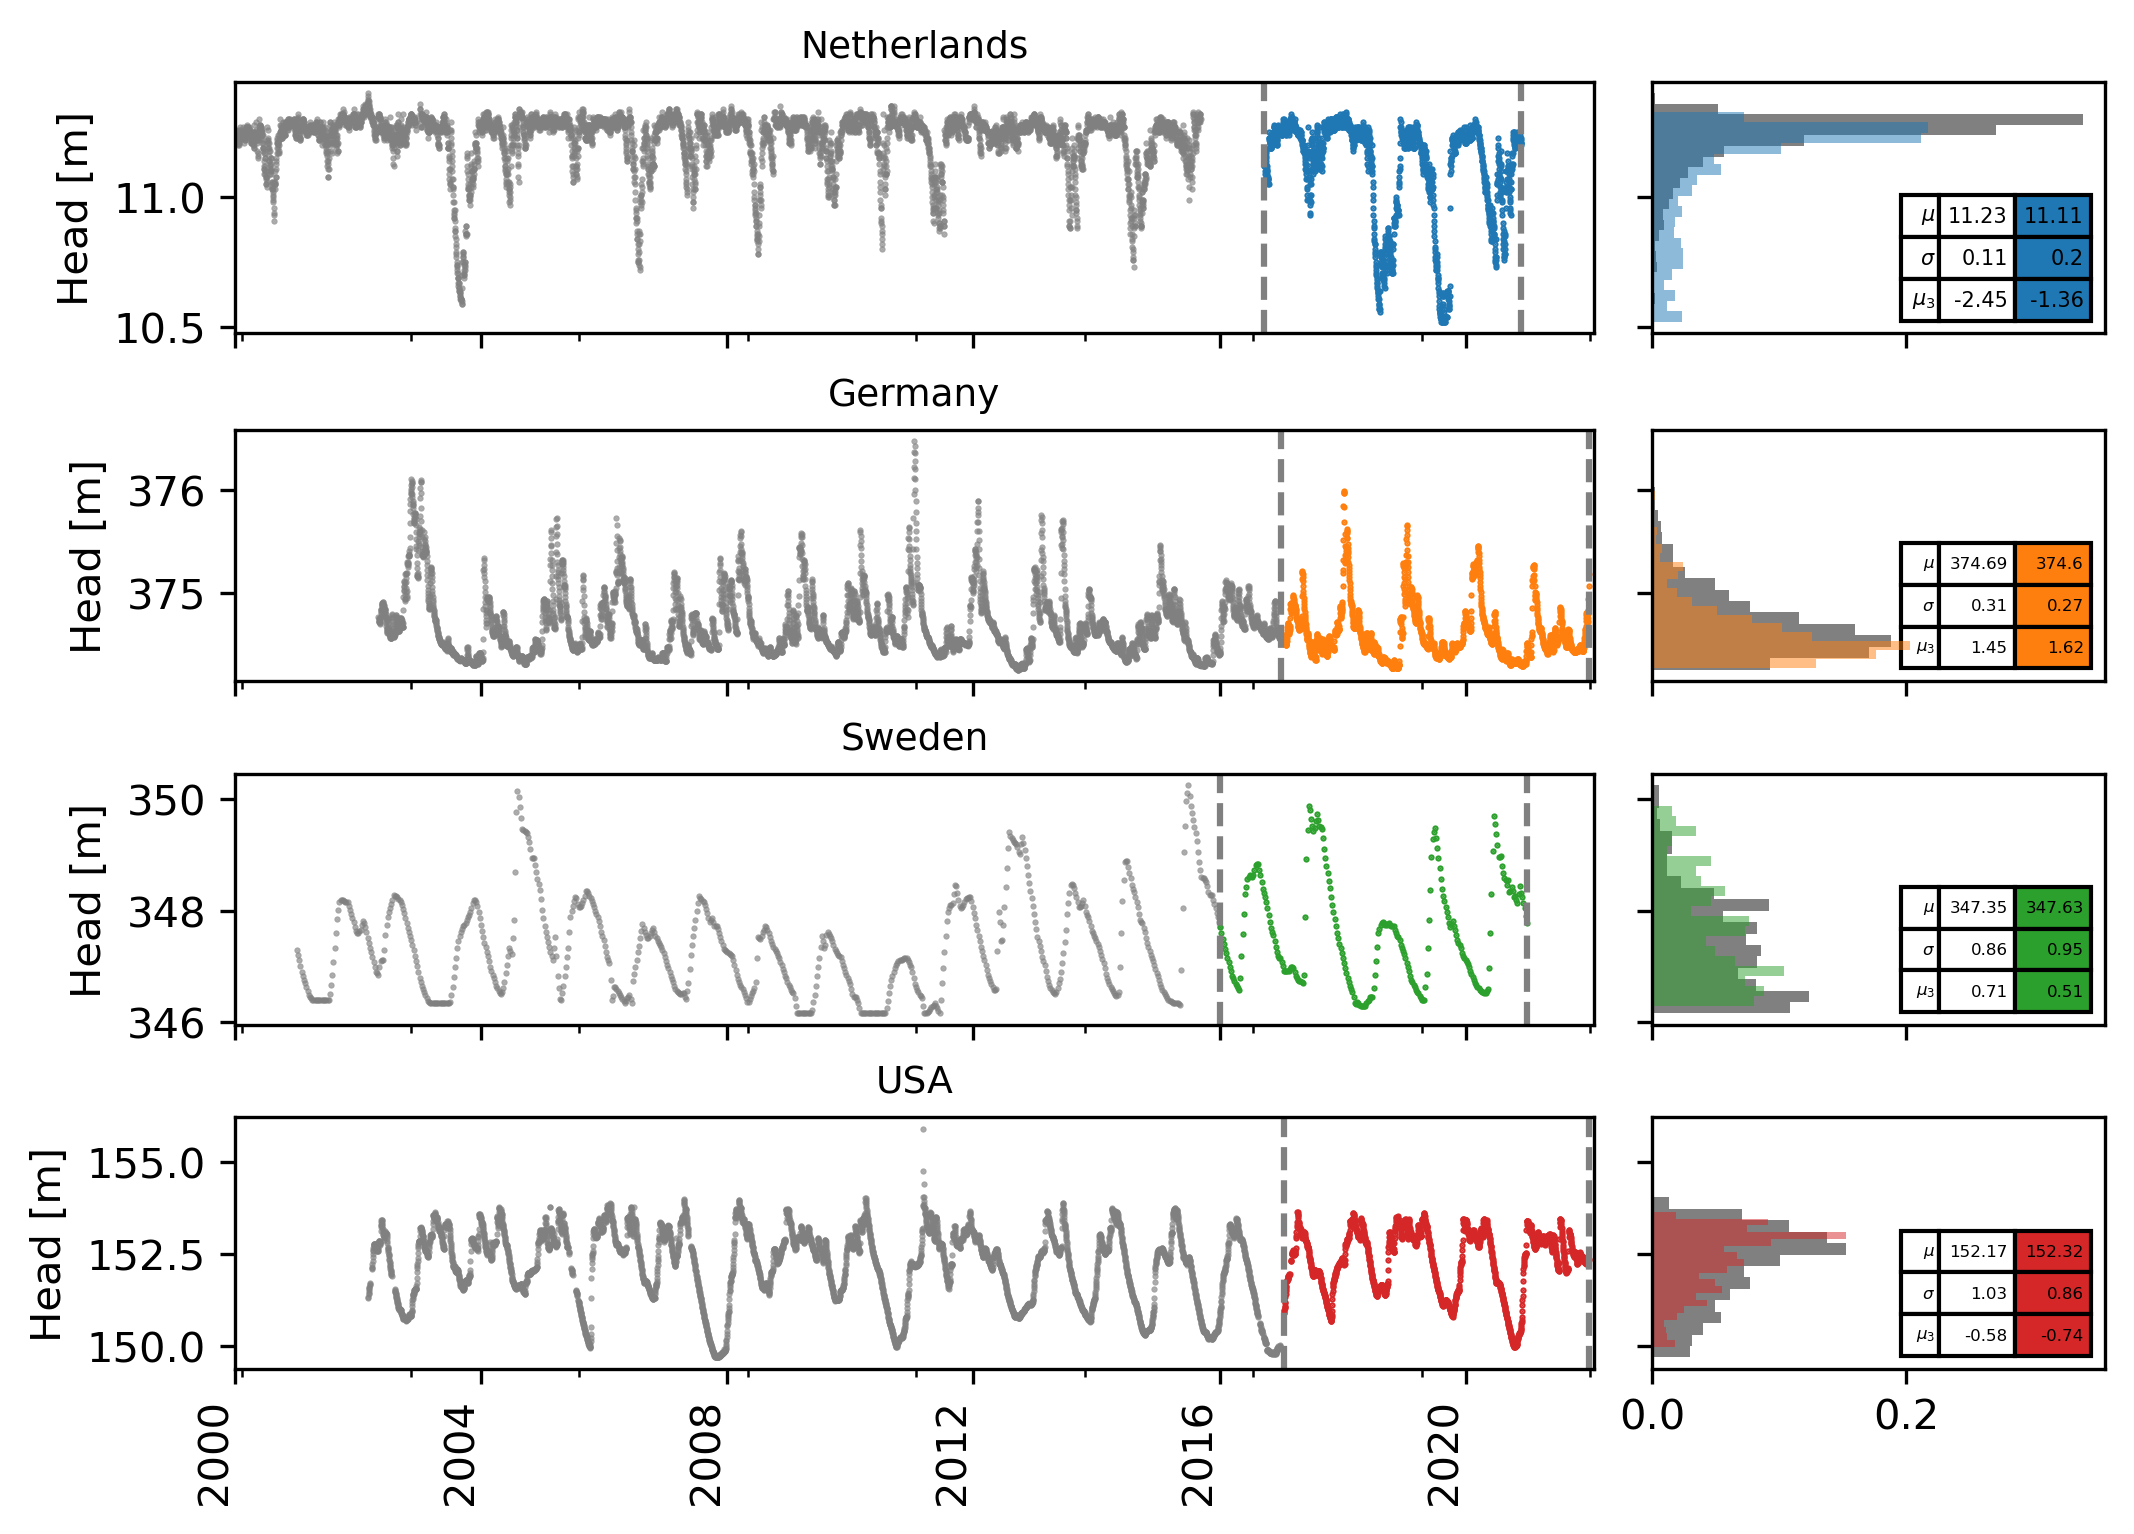 Netherlands
Head [m]
11.0
10.5
μ 11.23 11.11
σ 0.11 0.2
μ₃ -2.45 -1.36
Germany
Head [m]
376
375
μ 374.69 374.6
σ 0.31 0.27
μ₃ 1.45 1.62
Sweden
Head [m]
350
348
346
μ 347.35 347.63
σ 0.86 0.95
μ₃ 0.71 0.51
USA
Head [m]
155.0
152.5
150.0
μ 152.17 152.32
σ 1.03 0.86
μ₃ -0.58 -0.74
2000 2004 2008 2012 2016 2020
0.0 0.2